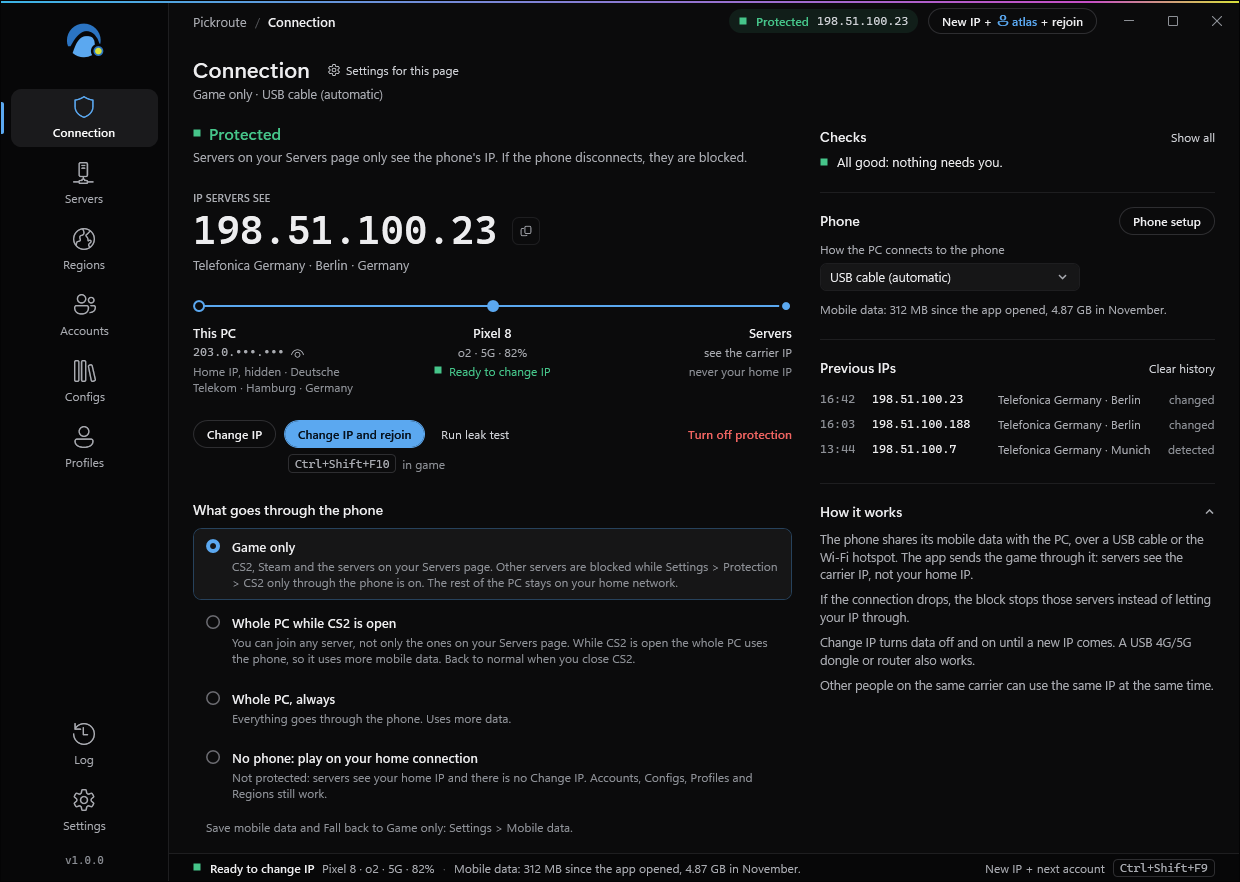 Pickroute / Connection
Protected 198.51.100.23
New IP + atlas + rejoin
Connection
Servers
Regions
Accounts
Configs
Profiles
Log
Settings
v1.0.0
Connection
Settings for this page
Game only · USB cable (automatic)
Protected
Servers on your Servers page only see the phone's IP. If the phone disconnects, they are blocked.
IP SERVERS SEE
198.51.100.23
Telefonica Germany · Berlin · Germany
This PC
203.0.•••.•••
Home IP, hidden · Deutsche
Telekom · Hamburg · Germany
Pixel 8
o2 · 5G · 82%
Ready to change IP
Servers
see the carrier IP
never your home IP
Change IP
Change IP and rejoin
Run leak test
Turn off protection
Ctrl+Shift+F10 in game
What goes through the phone
Game only
CS2, Steam and the servers on your Servers page. Other servers are blocked while Settings > Protection
> CS2 only through the phone is on. The rest of the PC stays on your home network.
Whole PC while CS2 is open
You can join any server, not only the ones on your Servers page. While CS2 is open the whole PC uses
the phone, so it uses more mobile data. Back to normal when you close CS2.
Whole PC, always
Everything goes through the phone. Uses more data.
No phone: play on your home connection
Not protected: servers see your home IP and there is no Change IP. Accounts, Configs, Profiles and
Regions still work.
Save mobile data and Fall back to Game only: Settings > Mobile data.
Checks
Show all
All good: nothing needs you.
Phone
Phone setup
How the PC connects to the phone
USB cable (automatic)
Mobile data: 312 MB since the app opened, 4.87 GB in November.
Previous IPs
Clear history
16:42 198.51.100.23 Telefonica Germany · Berlin changed
16:03 198.51.100.188 Telefonica Germany · Berlin changed
13:44 198.51.100.7 Telefonica Germany · Munich detected
How it works
The phone shares its mobile data with the PC, over a USB cable or the
Wi-Fi hotspot. The app sends the game through it: servers see the
carrier IP, not your home IP.
If the connection drops, the block stops those servers instead of letting
your IP through.
Change IP turns data off and on until a new IP comes. A USB 4G/5G
dongle or router also works.
Other people on the same carrier can use the same IP at the same time.
Ready to change IP Pixel 8 · o2 · 5G · 82% · Mobile data: 312 MB since the app opened, 4.87 GB in November.
New IP + next account Ctrl+Shift+F9